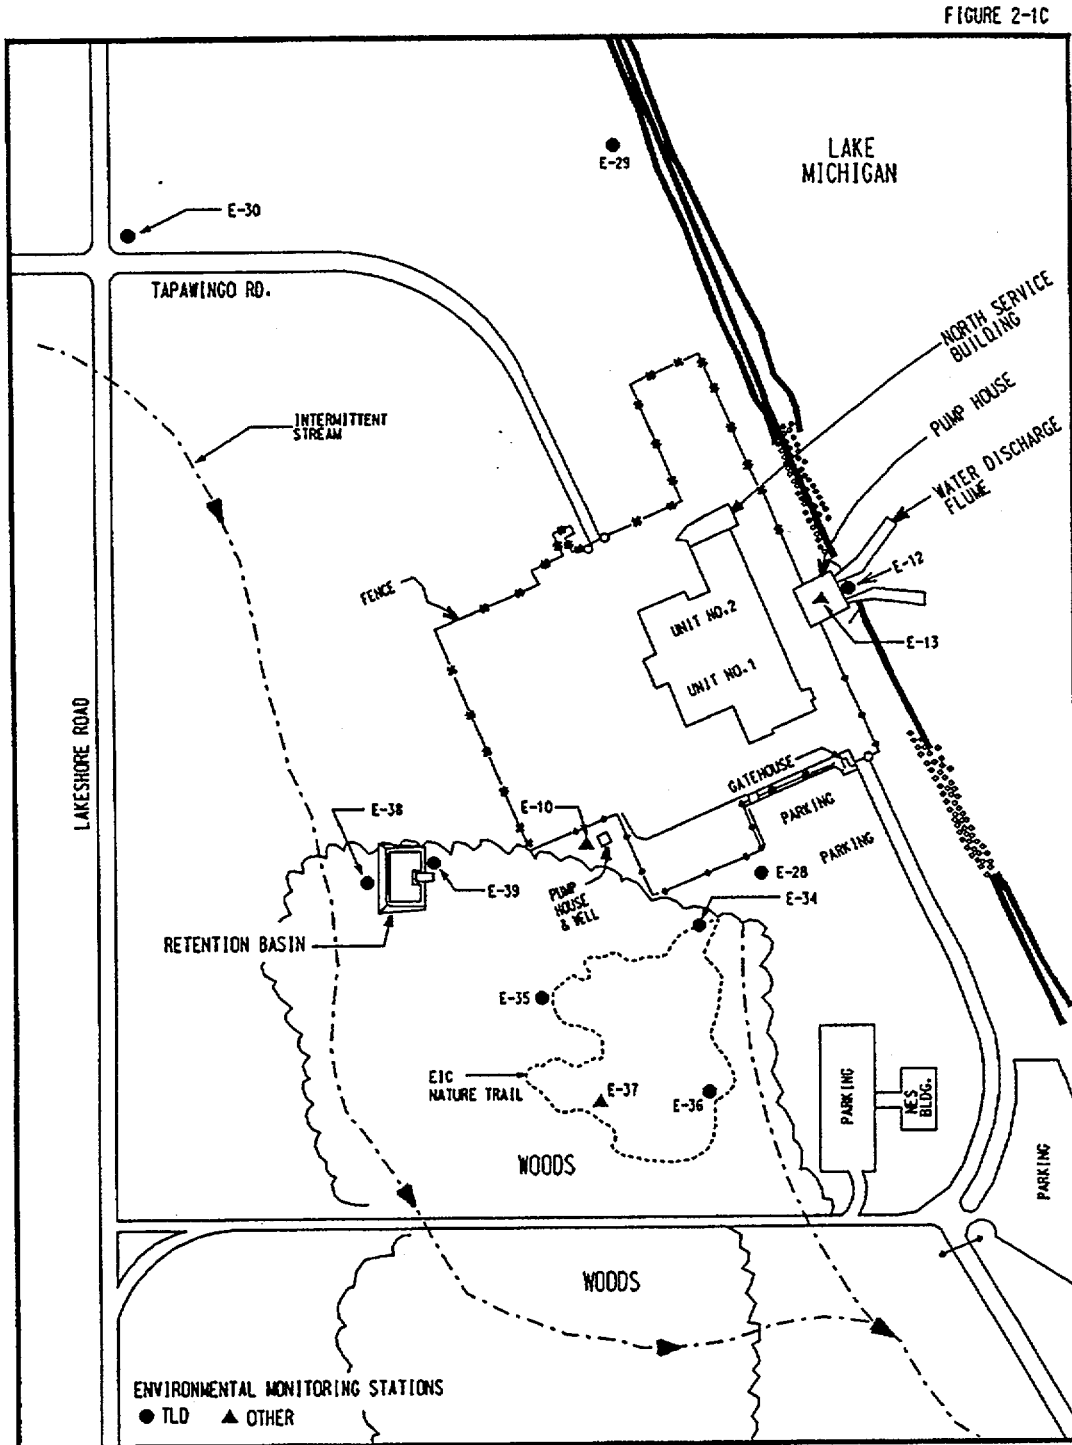 FIGURE 2-1C
LAKE
MICHIGAN
E-29
E-30
TAPAWINGO RD.
NORTH SERVICE
BUILDING
PUMP HOUSE
WATER DISCHARGE
FLUME
INTERMITTENT
STREAM
E-12
FENCE
UNIT NO.2
E-13
UNIT NO.1
LAKESHORE ROAD
GATEHOUSE
PARKING
E-38
E-10
PARKING
E-28
E-39
PUMP
HOUSE
& WELL
E-34
RETENTION BASIN
E-35
EIC
NATURE TRAIL
E-37
E-36
PARKING
NES
BLDG.
WOODS
PARKING
WOODS
ENVIRONMENTAL MONITORING STATIONS
TLD
OTHER